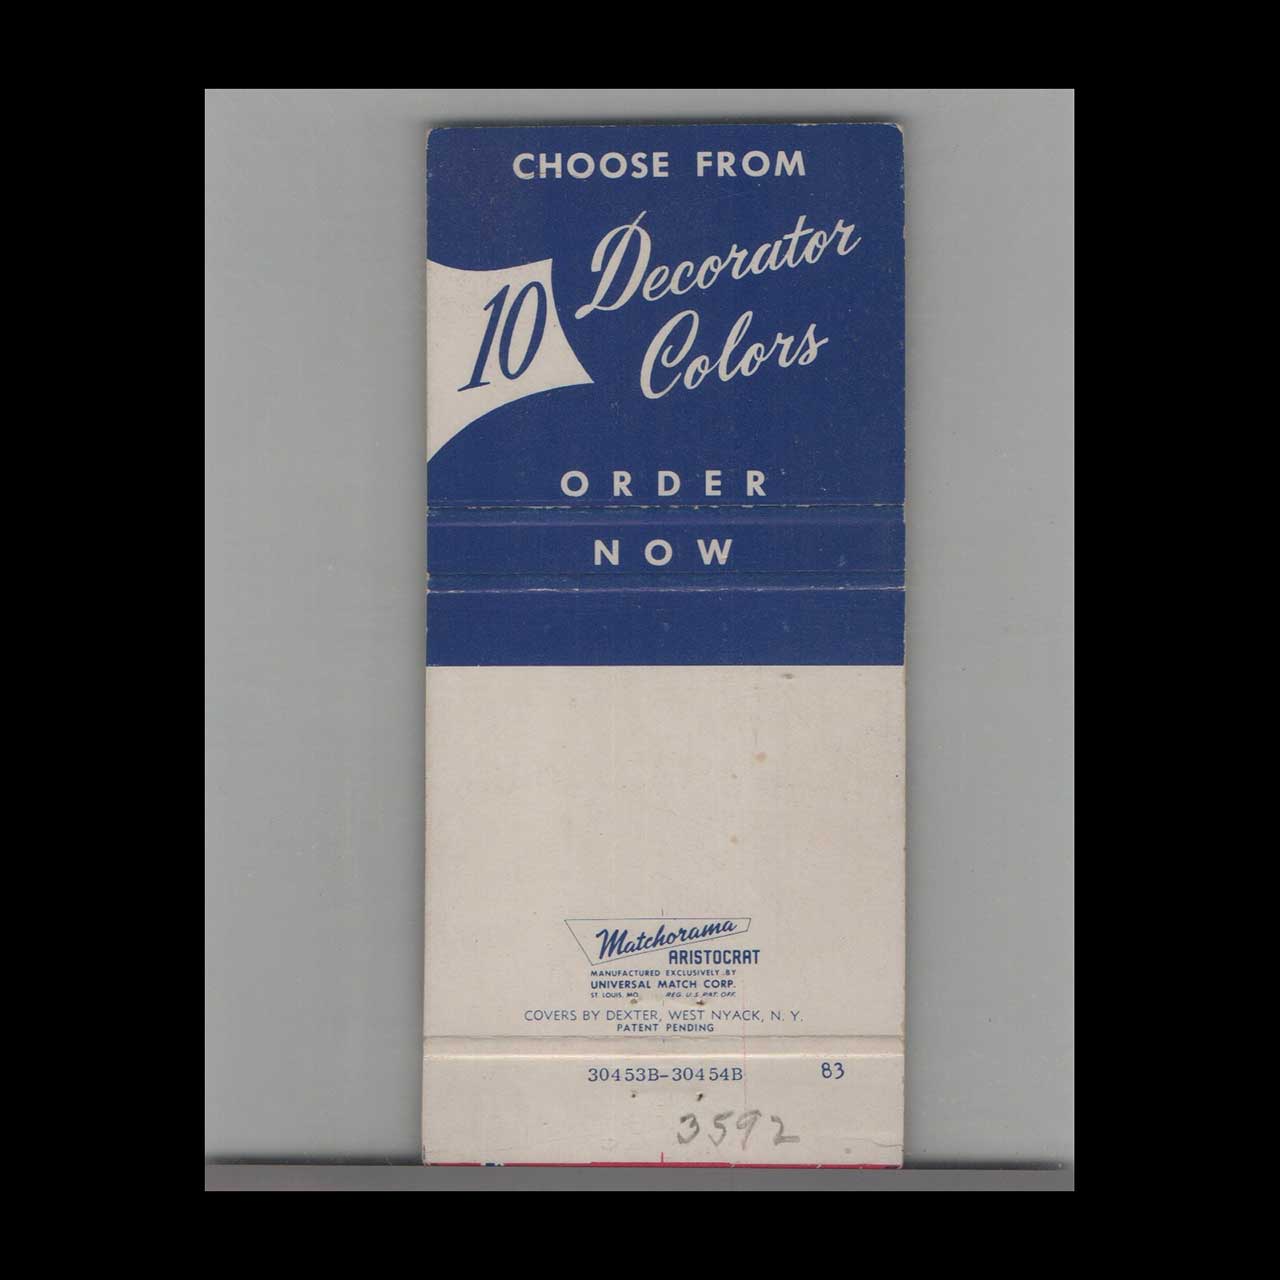 CHOOSE FROM
10 Decorator
Colors
ORDER
NOW
Matchorama
ARISTOCRAT
MANUFACTURED EXCLUSIVELY BY
UNIVERSAL MATCH CORP.
ST. LOUIS, MO. REG. U.S. PAT. OFF.
COVERS BY DEXTER, WEST NYACK, N. Y.
PATENT PENDING
30453B-30454B 83
3592